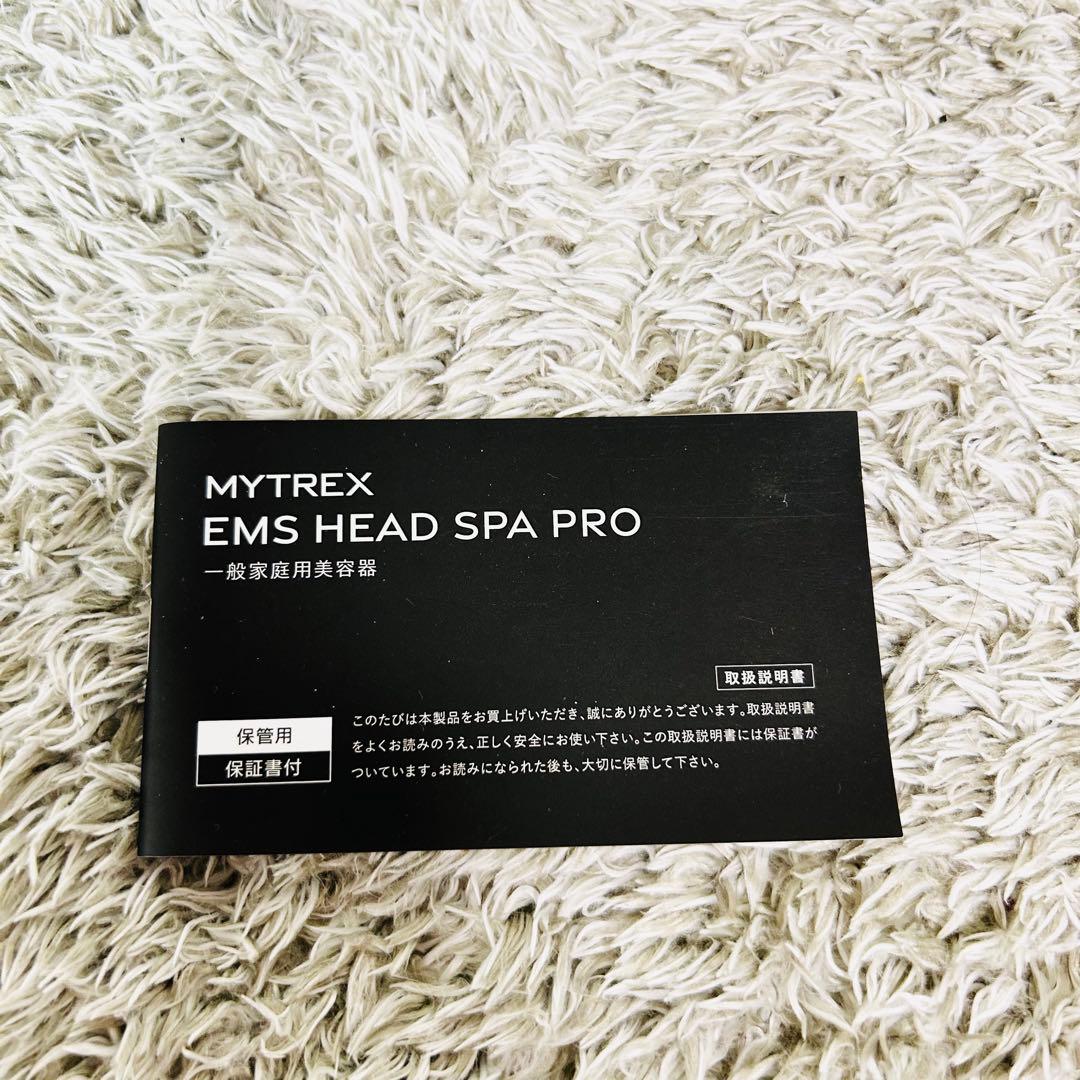 MYTREX
EMS HEAD SPA PRO
一般家庭用美容器
取扱説明書
保管用
保証書付
このたびは本製品をお買上げいただき、誠にありがとうございます。取扱説明書
をよくお読みのうえ、正しく安全にお使い下さい。この取扱説明書には保証書が
ついています。お読みになられた後も、大切に保管して下さい。